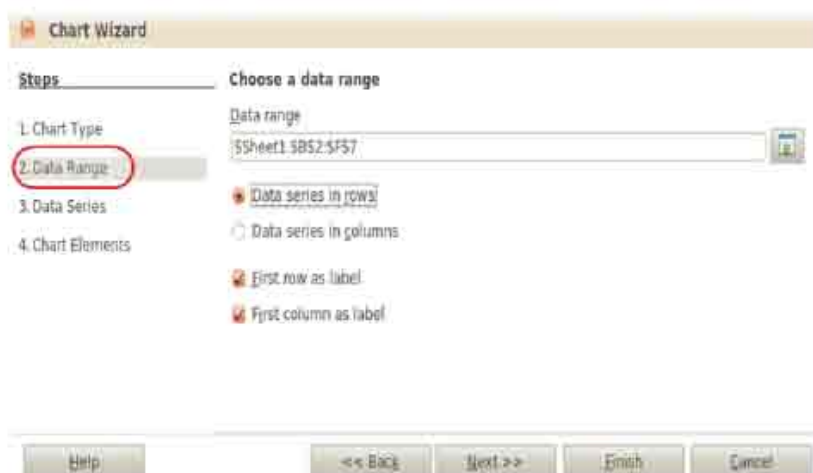 Chart Wizard
Steps
1. Chart Type
2. Data Range
3. Data Series
4. Chart Elements
Choose a data range
Data range
$Sheet1.$B$2:$F$7
Data series in rows
Data series in columns
First row as label
First column as label
Help
<< Back
Next >>
Finish
Cancel